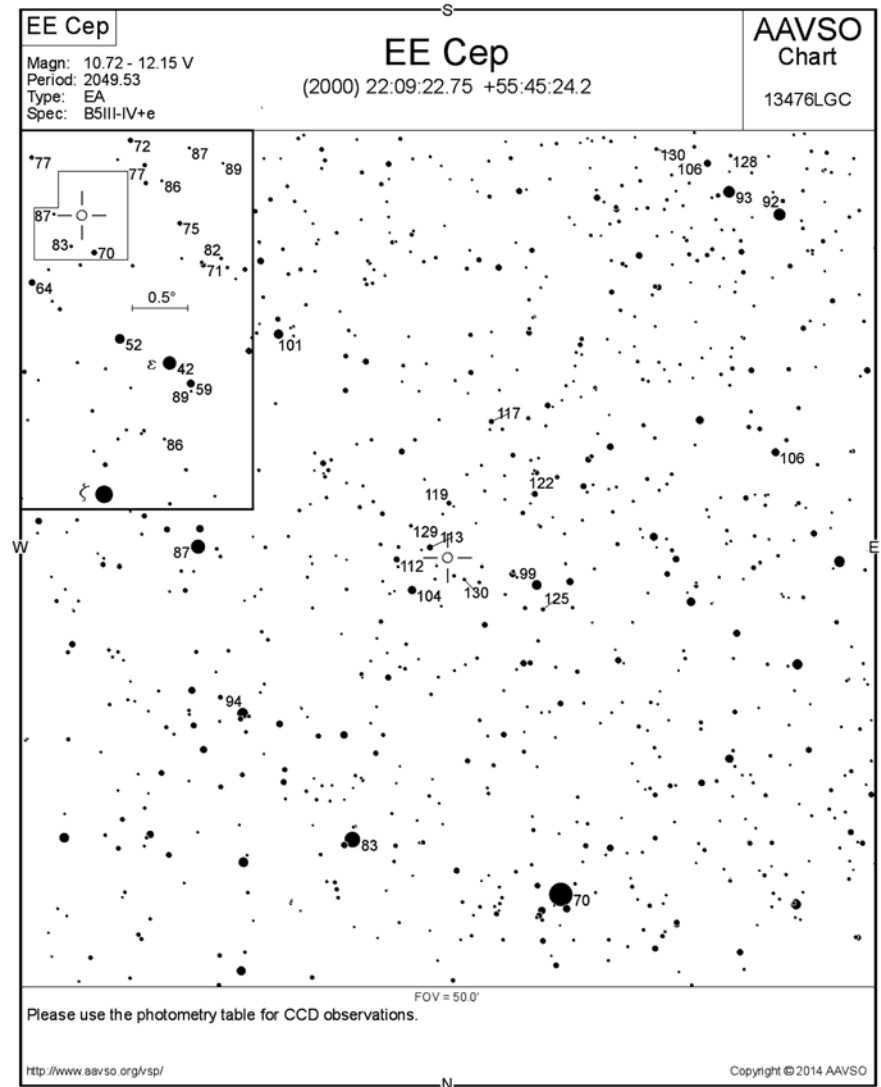 S
EE Cep
Magn: 10.72 - 12.15 V
Period: 2049.53
Type: EA
Spec: B5III-IV+e
EE Cep
(2000) 22:09:22.75 +55:45:24.2
AAVSO
Chart
13476LGC
72
87
77
77
86
89
87
75
83
70
82
71
64
0.5°
52
ε
42
59
89
86
ζ
130
106
128
93
92
101
117
106
122
119
129
113
W
E
87
112
99
104
130
125
94
83
70
FOV = 50.0'
Please use the photometry table for CCD observations.
http://www.aavso.org/vsp/
Copyright © 2014 AAVSO
N